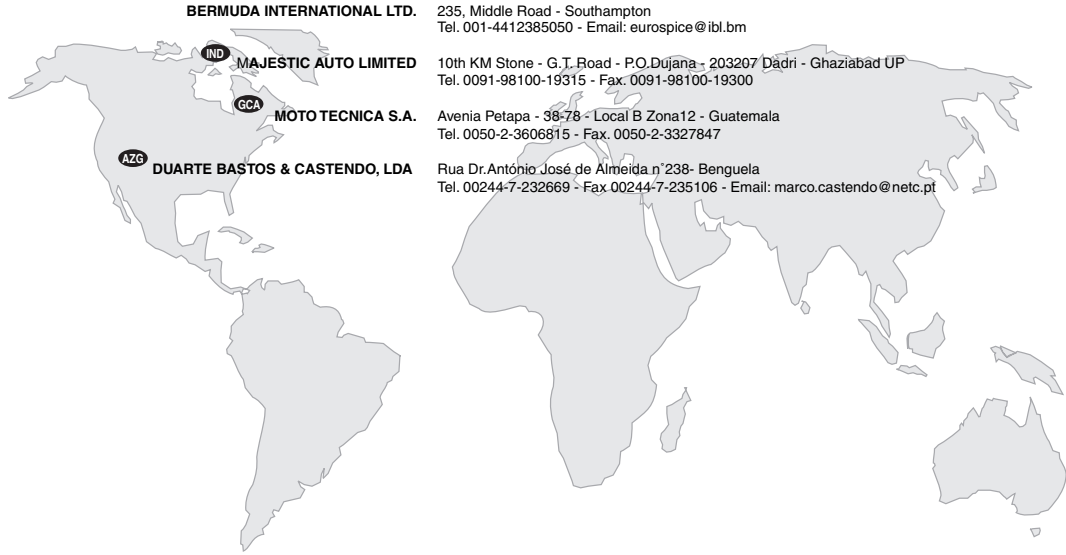 BERMUDA INTERNATIONAL LTD. 235, Middle Road - Southampton
Tel. 001-4412385050 - Email: eurospice@ibl.bm
IND MAJESTIC AUTO LIMITED 10th KM Stone - G.T. Road - P.O.Dujana - 203207 Dadri - Ghaziabad UP
Tel. 0091-98100-19315 - Fax. 0091-98100-19300
GCA MOTO TECNICA S.A. Avenia Petapa - 38-78 - Local B Zona12 - Guatemala
Tel. 0050-2-3606815 - Fax. 0050-2-3327847
AZG DUARTE BASTOS & CASTENDO, LDA Rua Dr.António José de Almeida n˚238- Benguela
Tel. 00244-7-232669 - Fax 00244-7-235106 - Email: marco.castendo@netc.pt